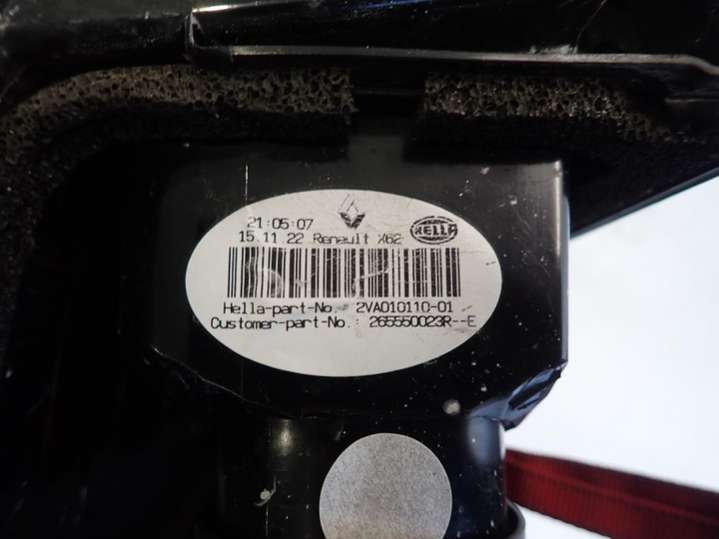 21:05:07
15.11.22 Renault X62
HELLA
Hella-part-No.: 2VA010110-01
Customer-part-No.: 265550023R--E